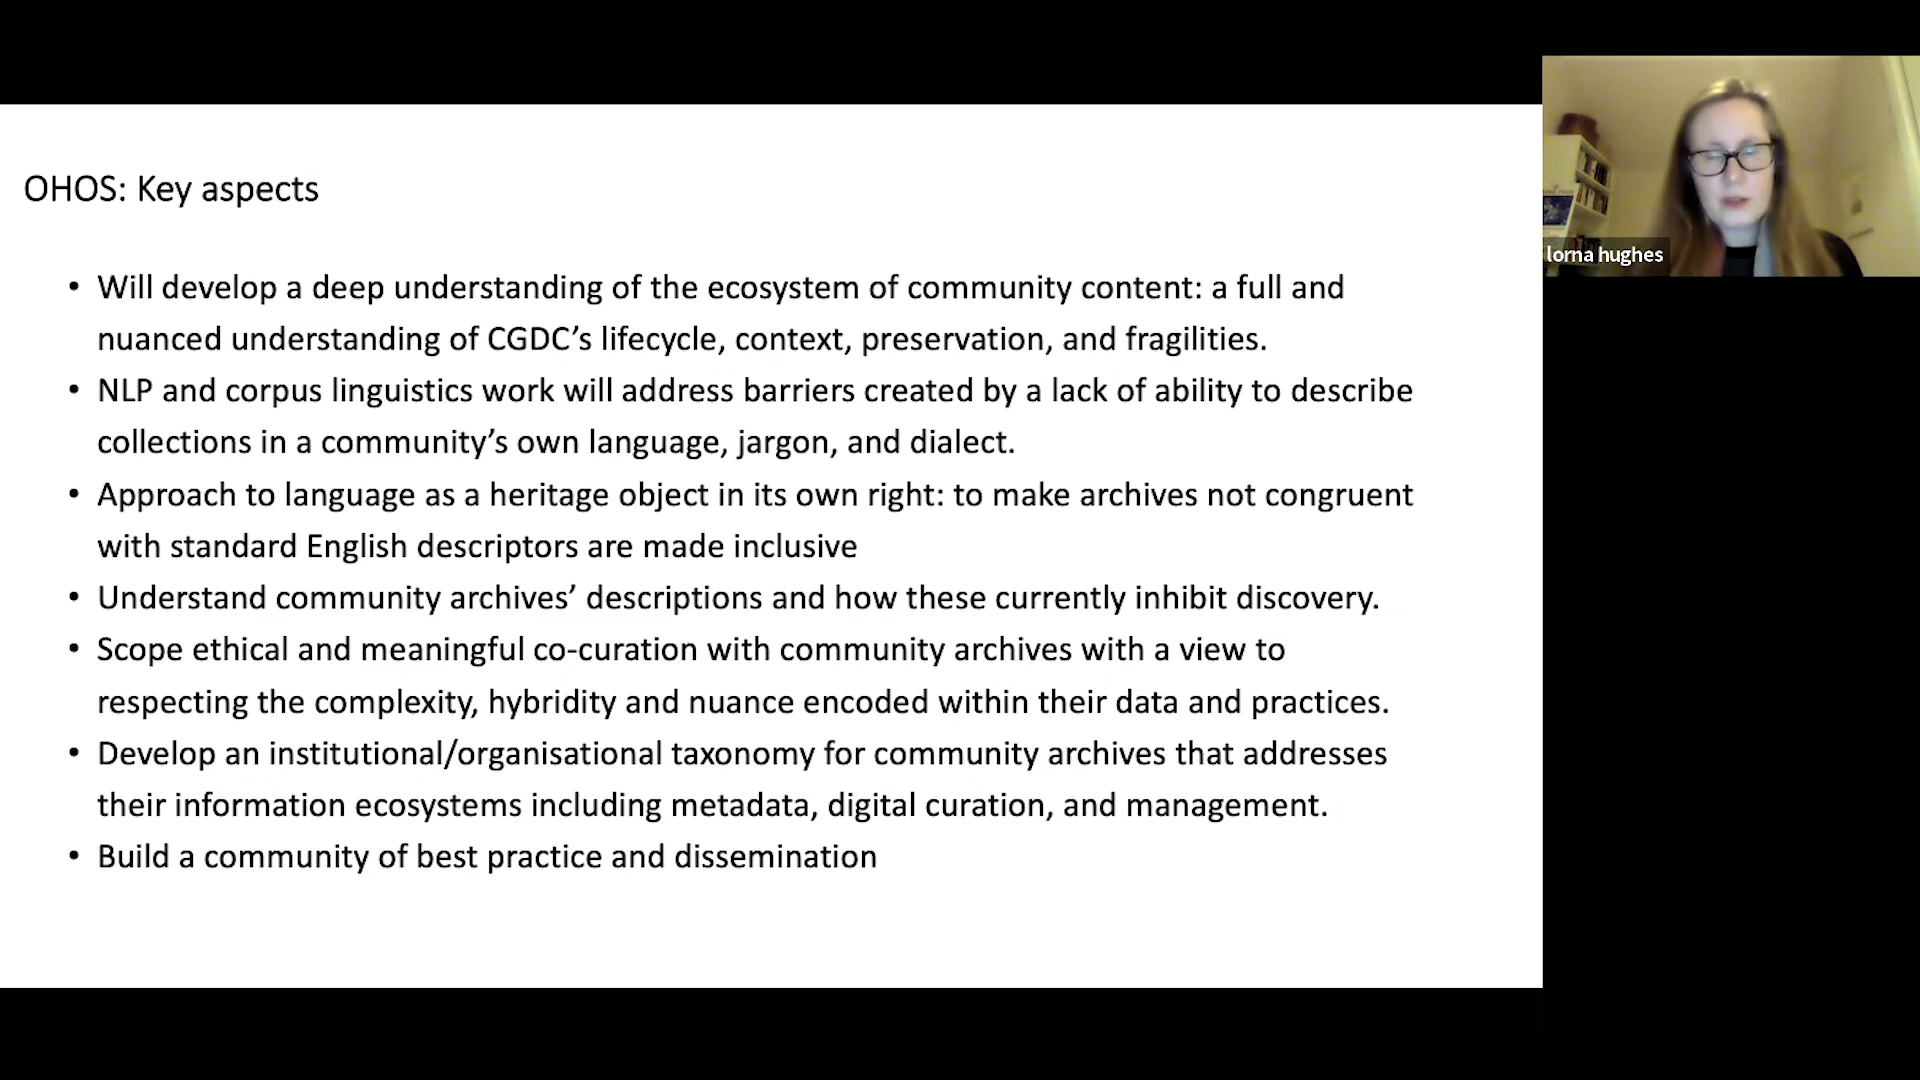 OHOS: Key aspects
• Will develop a deep understanding of the ecosystem of community content: a full and
nuanced understanding of CGDC’s lifecycle, context, preservation, and fragilities.
• NLP and corpus linguistics work will address barriers created by a lack of ability to describe
collections in a community’s own language, jargon, and dialect.
• Approach to language as a heritage object in its own right: to make archives not congruent
with standard English descriptors are made inclusive
• Understand community archives’ descriptions and how these currently inhibit discovery.
• Scope ethical and meaningful co-curation with community archives with a view to
respecting the complexity, hybridity and nuance encoded within their data and practices.
• Develop an institutional/organisational taxonomy for community archives that addresses
their information ecosystems including metadata, digital curation, and management.
• Build a community of best practice and dissemination
lorna hughes